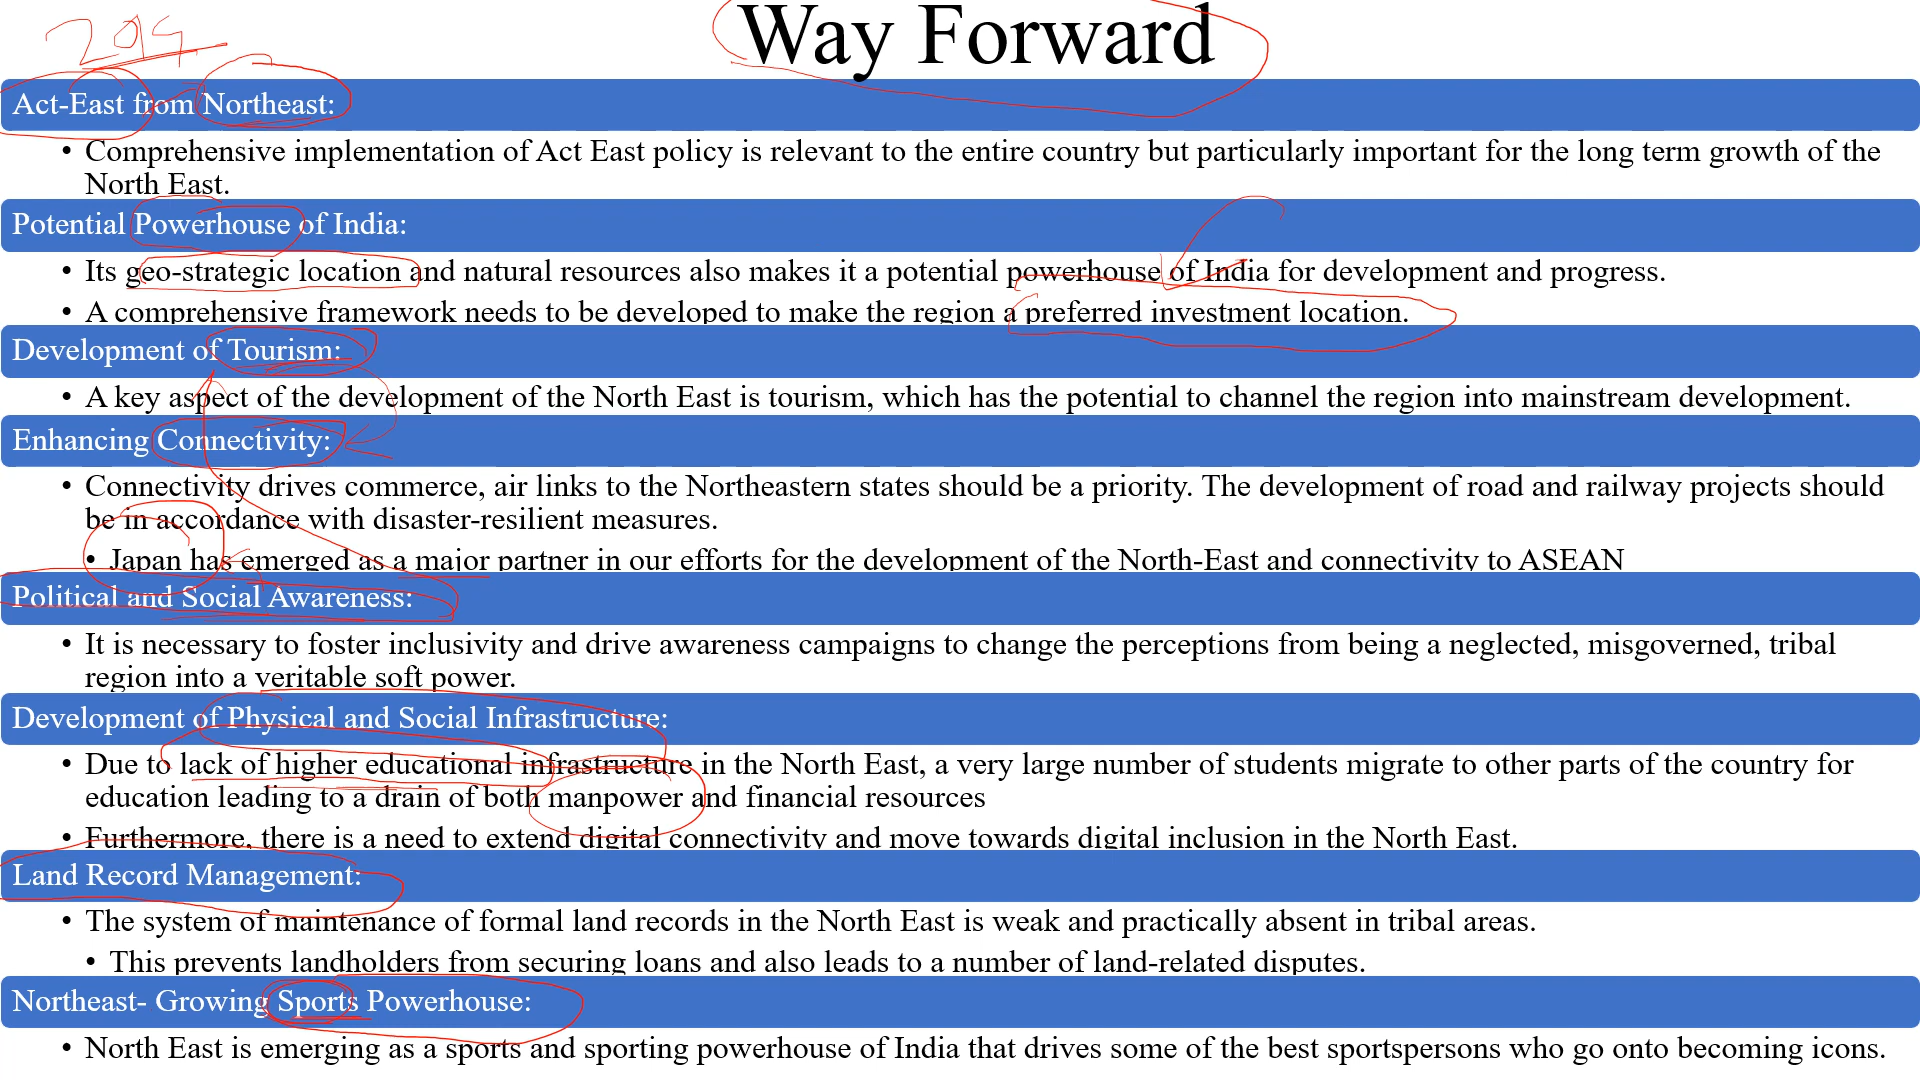 Way Forward
2014
Act-East from Northeast:
• Comprehensive implementation of Act East policy is relevant to the entire country but particularly important for the long term growth of the
North East.
Potential Powerhouse of India:
• Its geo-strategic location and natural resources also makes it a potential powerhouse of India for development and progress.
• A comprehensive framework needs to be developed to make the region a preferred investment location.
Development of Tourism:
• A key aspect of the development of the North East is tourism, which has the potential to channel the region into mainstream development.
Enhancing Connectivity:
• Connectivity drives commerce, air links to the Northeastern states should be a priority. The development of road and railway projects should
be in accordance with disaster-resilient measures.
• Japan has emerged as a major partner in our efforts for the development of the North-East and connectivity to ASEAN
Political and Social Awareness:
• It is necessary to foster inclusivity and drive awareness campaigns to change the perceptions from being a neglected, misgoverned, tribal
region into a veritable soft power.
Development of Physical and Social Infrastructure:
• Due to lack of higher educational infrastructure in the North East, a very large number of students migrate to other parts of the country for
education leading to a drain of both manpower and financial resources
• Furthermore, there is a need to extend digital connectivity and move towards digital inclusion in the North East.
Land Record Management:
• The system of maintenance of formal land records in the North East is weak and practically absent in tribal areas.
• This prevents landholders from securing loans and also leads to a number of land-related disputes.
Northeast- Growing Sports Powerhouse:
• North East is emerging as a sports and sporting powerhouse of India that drives some of the best sportspersons who go onto becoming icons.